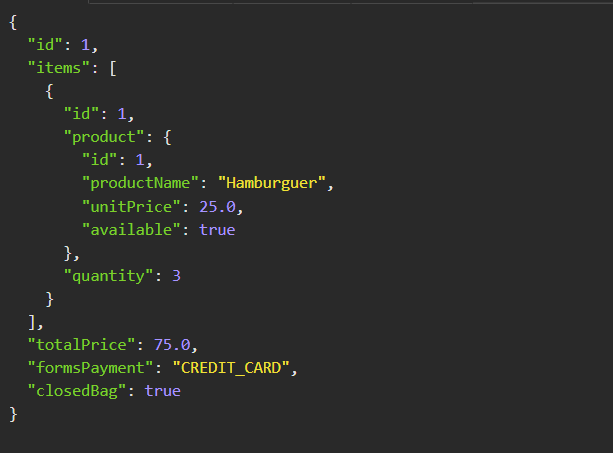 {
  "id": 1,
  "items": [
    {
      "id": 1,
      "product": {
        "id": 1,
        "productName": "Hamburguer",
        "unitPrice": 25.0,
        "available": true
      },
      "quantity": 3
    }
  ],
  "totalPrice": 75.0,
  "formsPayment": "CREDIT_CARD",
  "closedBag": true
}